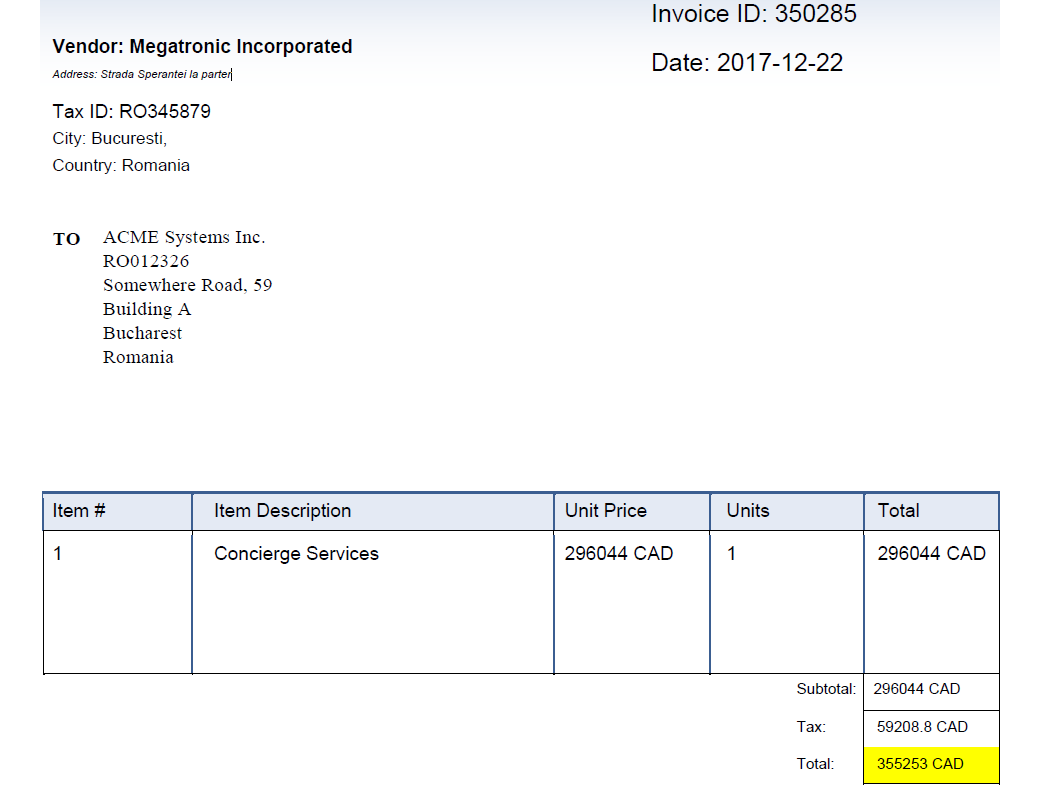 Invoice ID: 350285
Vendor: Megatronic Incorporated
Date: 2017-12-22
Address: Strada Sperantei la parter
Tax ID: RO345879
City: Bucuresti,
Country: Romania
TO ACME Systems Inc.
RO012326
Somewhere Road, 59
Building A
Bucharest
Romania
Item # Item Description Unit Price Units Total
1 Concierge Services 296044 CAD 1 296044 CAD
Subtotal: 296044 CAD
Tax: 59208.8 CAD
Total: 355253 CAD